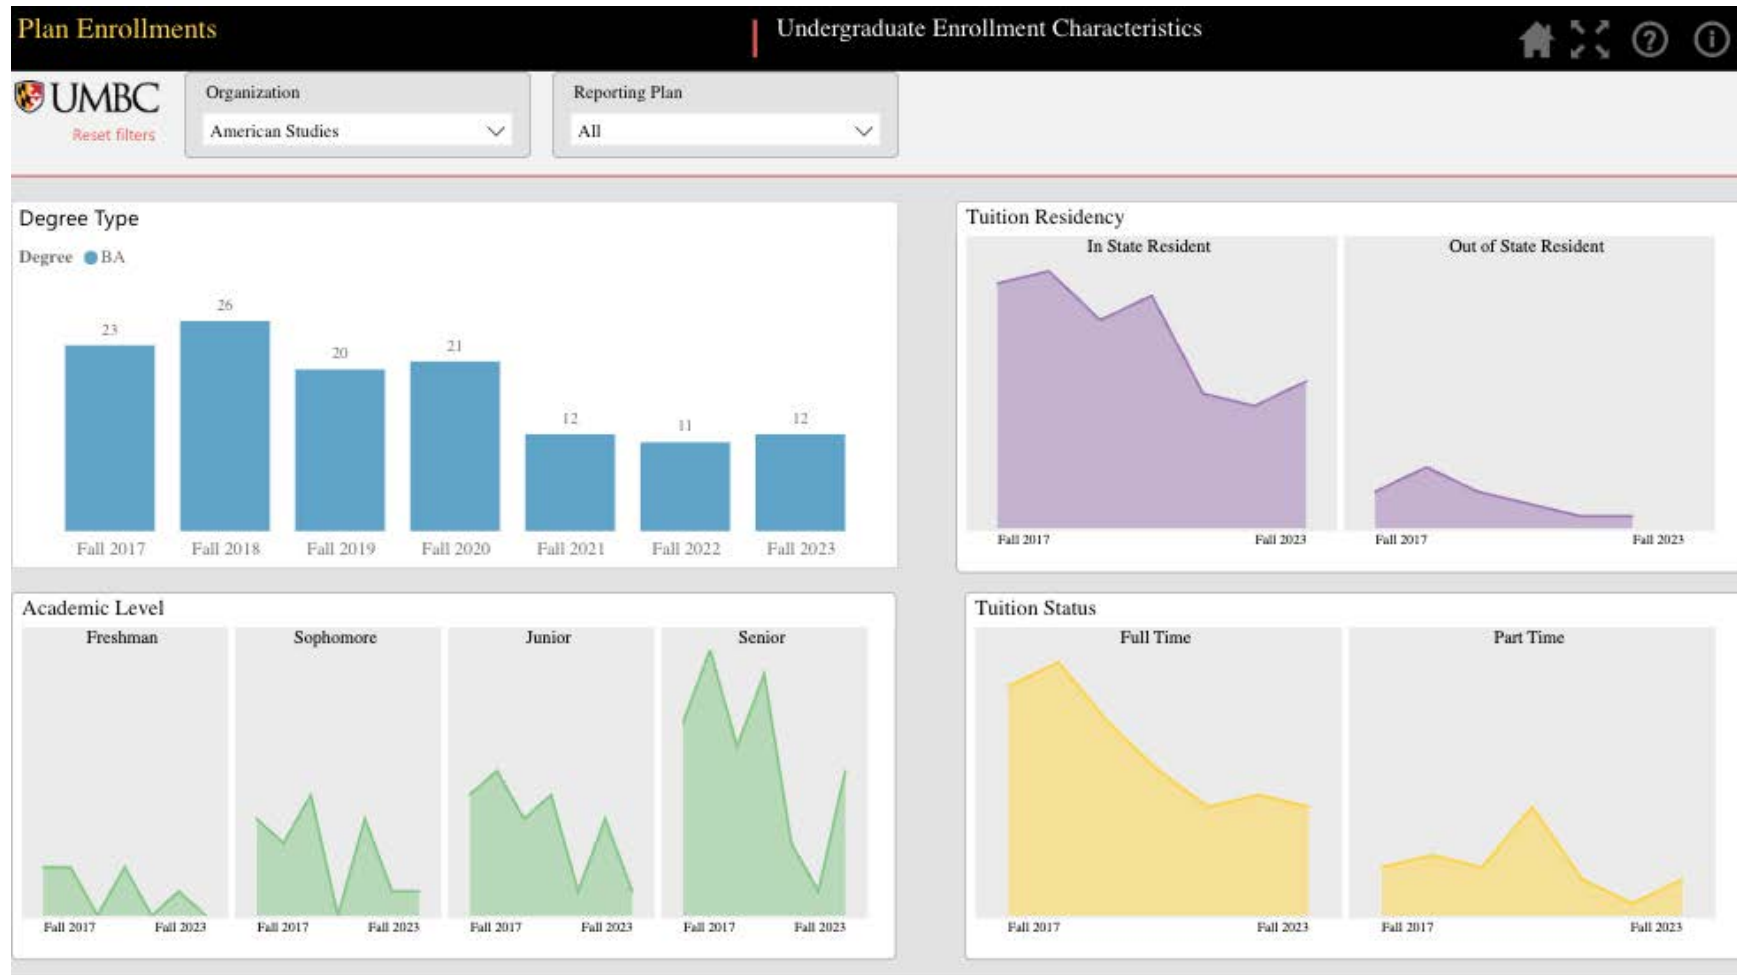 Plan Enrollments
Undergraduate Enrollment Characteristics
UMBC
Reset filters
Organization
American Studies
Reporting Plan
All
Degree Type
Degree BA
23
26
20
21
12
11
12
Fall 2017
Fall 2018
Fall 2019
Fall 2020
Fall 2021
Fall 2022
Fall 2023
Tuition Residency
In State Resident
Out of State Resident
Fall 2017
Fall 2023
Fall 2017
Fall 2023
Academic Level
Freshman
Sophomore
Junior
Senior
Fall 2017
Fall 2023
Fall 2017
Fall 2023
Fall 2017
Fall 2023
Fall 2017
Fall 2023
Tuition Status
Full Time
Part Time
Fall 2017
Fall 2023
Fall 2017
Fall 2023